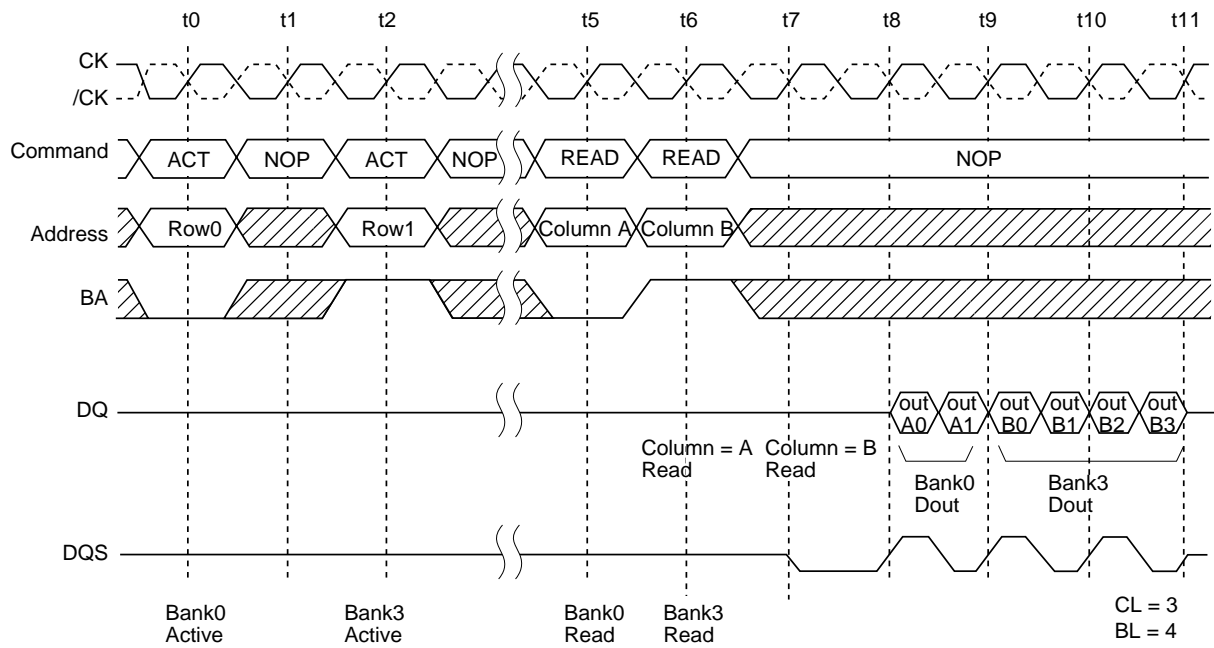 t0 t1 t2 t5 t6 t7 t8 t9 t10 t11
CK
/CK
Command ACT NOP ACT NOP READ READ NOP
Address Row0 Row1 Column A Column B
BA
DQ out A0 out A1 out B0 out B1 out B2 out B3
Column = A Read
Column = B Read
Bank0 Dout
Bank3 Dout
DQS
Bank0 Active
Bank3 Active
Bank0 Read
Bank3 Read
CL = 3
BL = 4